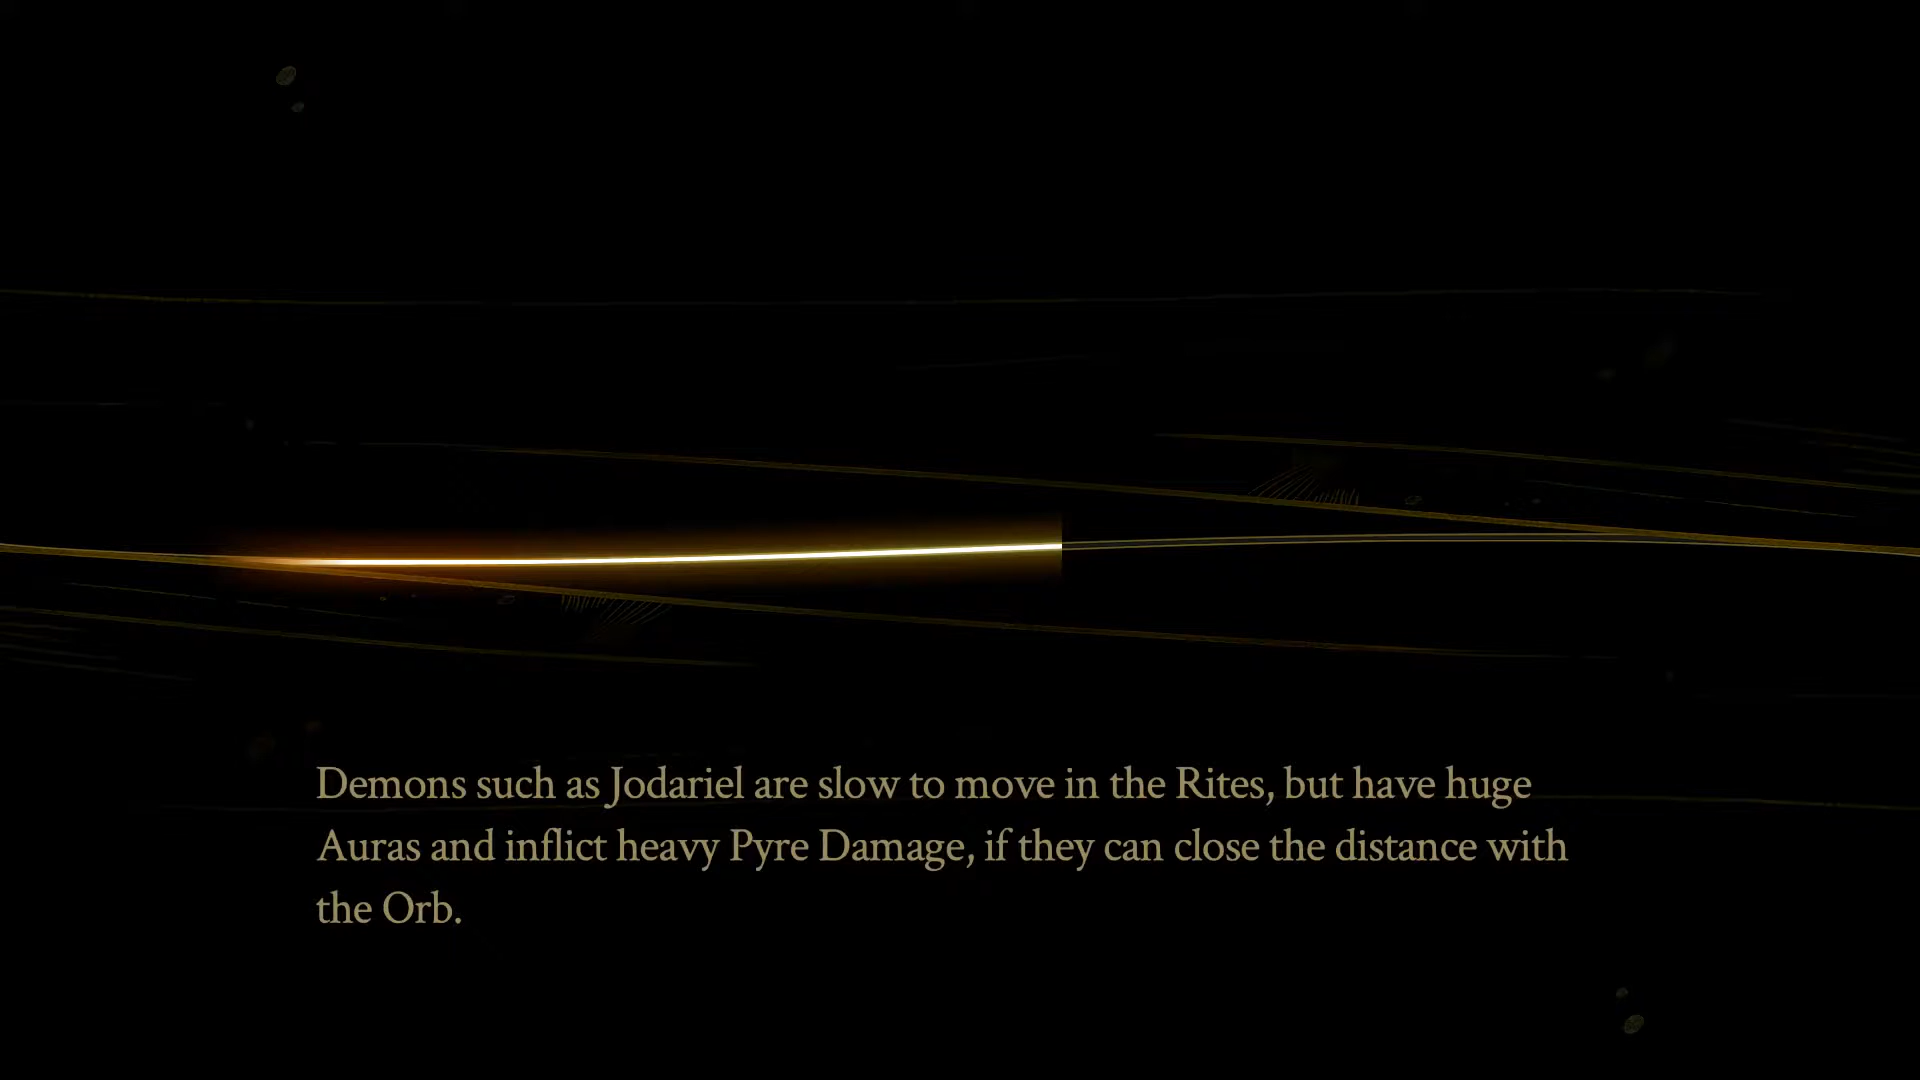 Demons such as Jodariel are slow to move in the Rites, but have huge
Auras and inflict heavy Pyre Damage, if they can close the distance with
the Orb.